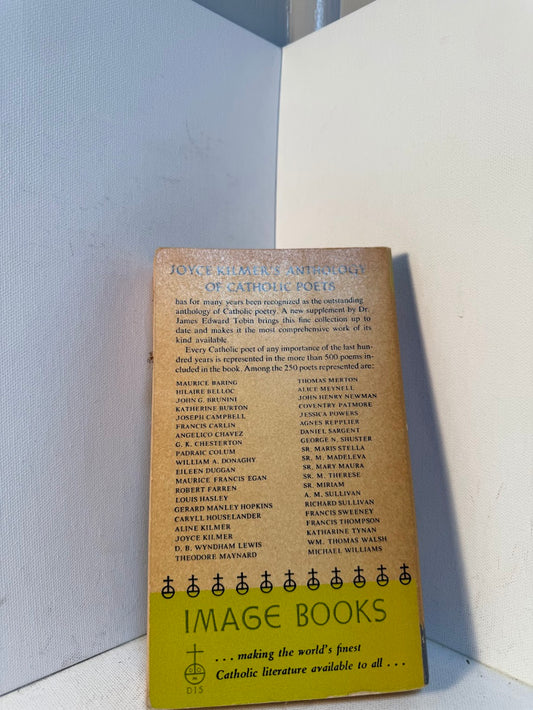 JOYCE KILMER'S ANTHOLOGY
OF CATHOLIC POETS
has for many years been recognized as the outstanding
anthology of Catholic poetry. A new supplement by Dr.
James Edward Tobin brings this fine collection up to
date and makes it the most comprehensive work of its
kind available.
Every Catholic poet of any importance of the last hun-
dred years is represented in the more than 500 poems in-
cluded in the book. Among the 250 poets represented are:
MAURICE BARING
HILAIRE BELLOC
JOHN G. BRUNINI
KATHERINE BURTON
JOSEPH CAMPBELL
FRANCIS CARLIN
ANGELICO CHAVEZ
G. K. CHESTERTON
PADRAIC COLUM
WILLIAM A. DONAGHY
EILEEN DUGGAN
MAURICE FRANCIS EGAN
ROBERT FARREN
LOUIS HASLEY
GERARD MANLEY HOPKINS
CARYLL HOUSELANDER
ALINE KILMER
JOYCE KILMER
D. B. WYNDHAM LEWIS
THEODORE MAYNARD
THOMAS MERTON
ALICE MEYNELL
JOHN HENRY NEWMAN
COVENTRY PATMORE
JESSICA POWERS
AGNES REPPLIER
DANIEL SARGENT
GEORGE N. SHUSTER
SR. MARIS STELLA
SR. M. MADELEVA
SR. MARY MAURA
SR. M. THERESE
SR. MIRIAM
A. M. SULLIVAN
RICHARD SULLIVAN
FRANCIS SWEENEY
FRANCIS THOMPSON
KATHARINE TYNAN
WM. THOMAS WALSH
MICHAEL WILLIAMS
IMAGE BOOKS
. . . making the world's finest
Catholic literature available to all . . .
D15